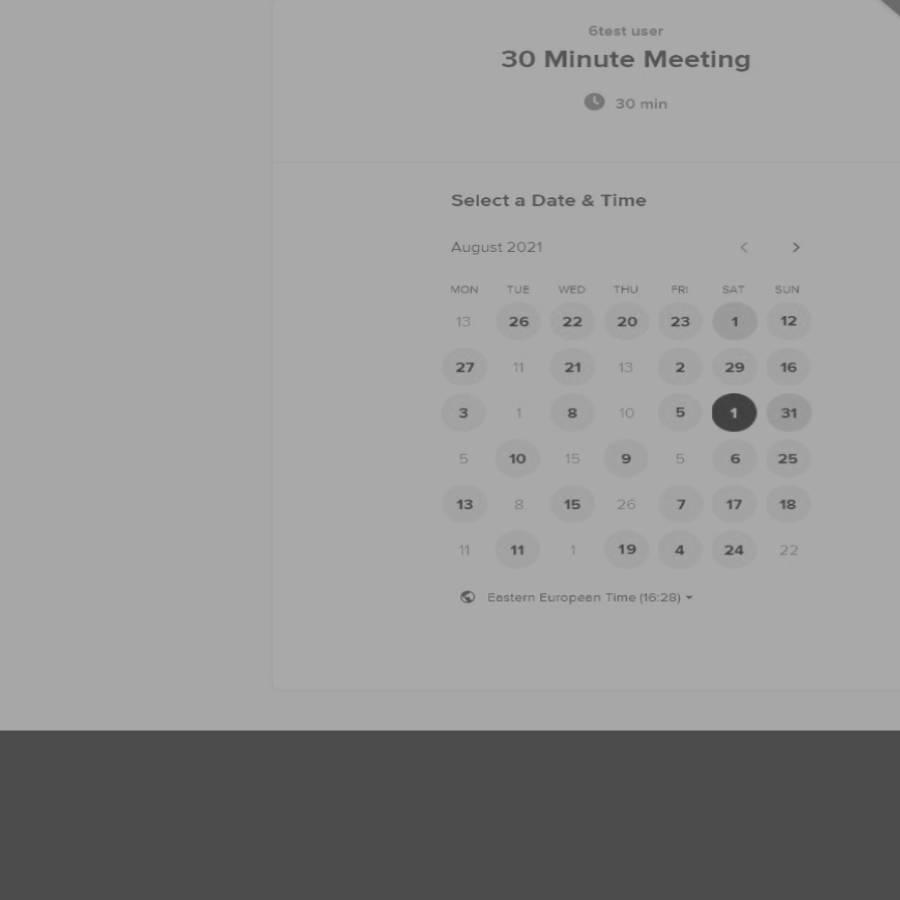 6test user
30 Minute Meeting
30 min
Select a Date & Time
August 2021
MON TUE WED THU FRI SAT SUN
13 26 22 20 23 1 12
27 11 21 13 2 29 16
3 1 8 10 5 1 31
5 10 15 9 5 6 25
13 8 15 26 7 17 18
11 11 1 19 4 24 22
Eastern European Time (16:28)